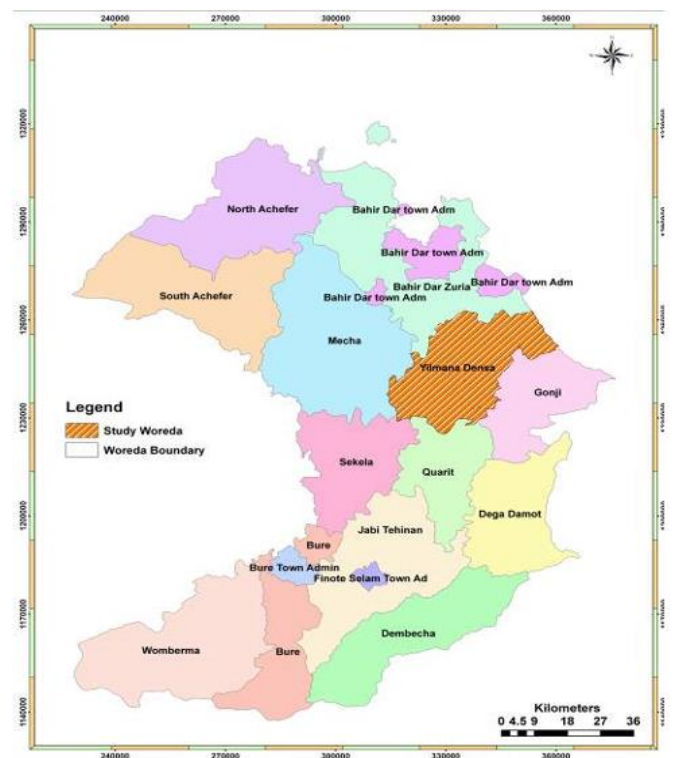 240000 270000 300000 330000 360000
1320000
1290000
1260000
1230000
1200000
1170000
1140000
North Achefer
Bahir Dar town Adm
Bahir Dar town Adm
Bahir Dar Zuria
Bahir Dar town Adm
South Achefer
Bahir Dar town Adm
Mecha
Yilmana Densa
Gonji
Legend
Study Woreda
Woreda Boundary
Sekela
Quarit
Dega Damot
Jabi Tehinan
Bure
Bure Town Admin
Finote Selam Town Ad
Dembecha
Womberma
Bure
Kilometers
0 4.5 9 18 27 36
240000 270000 300000 330000 360000